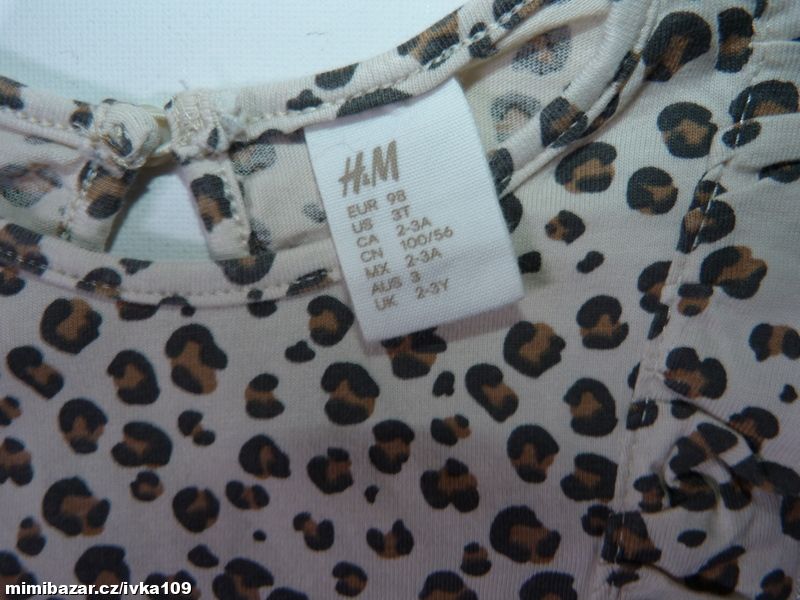 H&M
EUR 98
US 3T
CA 2-3A
CN 100/56
MX 2-3A
AUS 3
UK 2-3Y
mimibazar.cz/ivka109